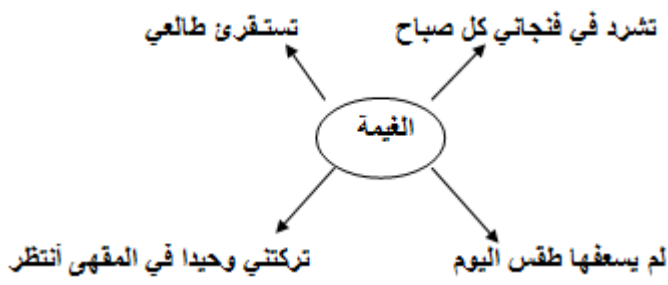 تشرد في فنجاني كل صباح
تستقرئ طالعي
الغيمة
لم يسعفها طقس اليوم
تركتني وحيدا في المقهى أنتظر